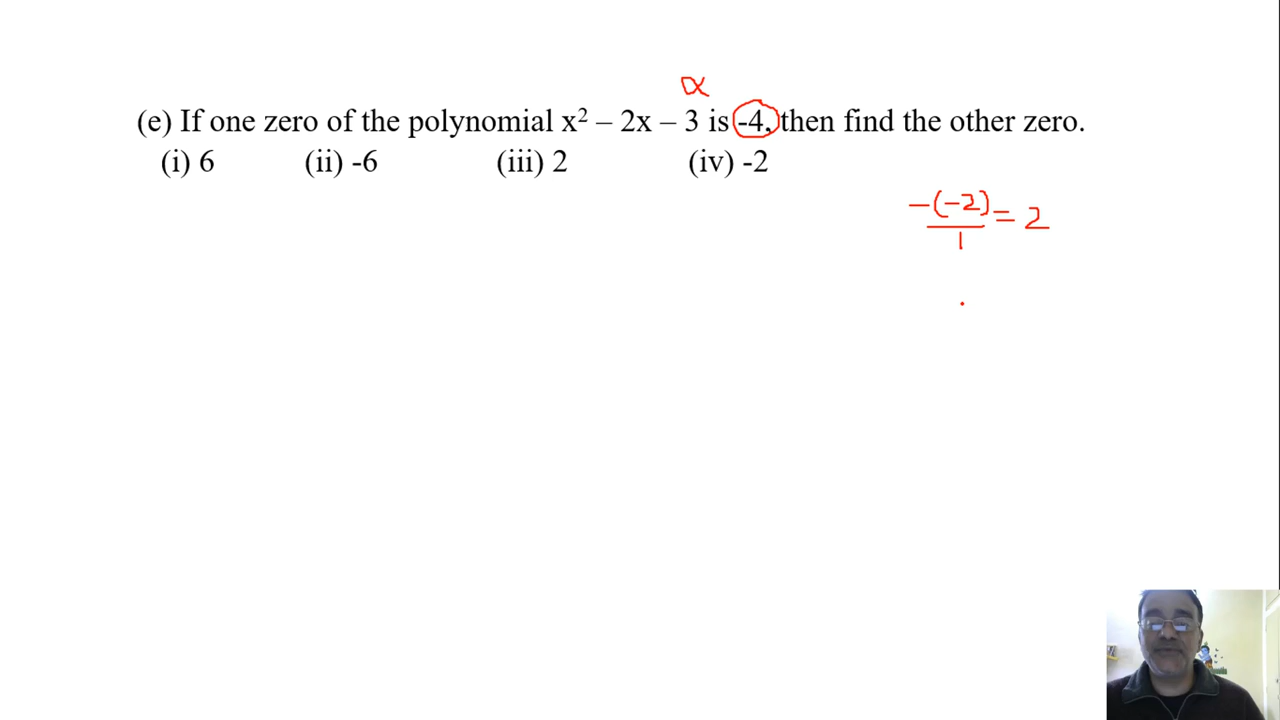 α
(e) If one zero of the polynomial x² – 2x – 3 is -4, then find the other zero.
(i) 6 (ii) -6 (iii) 2 (iv) -2
-(-2)/1 = 2